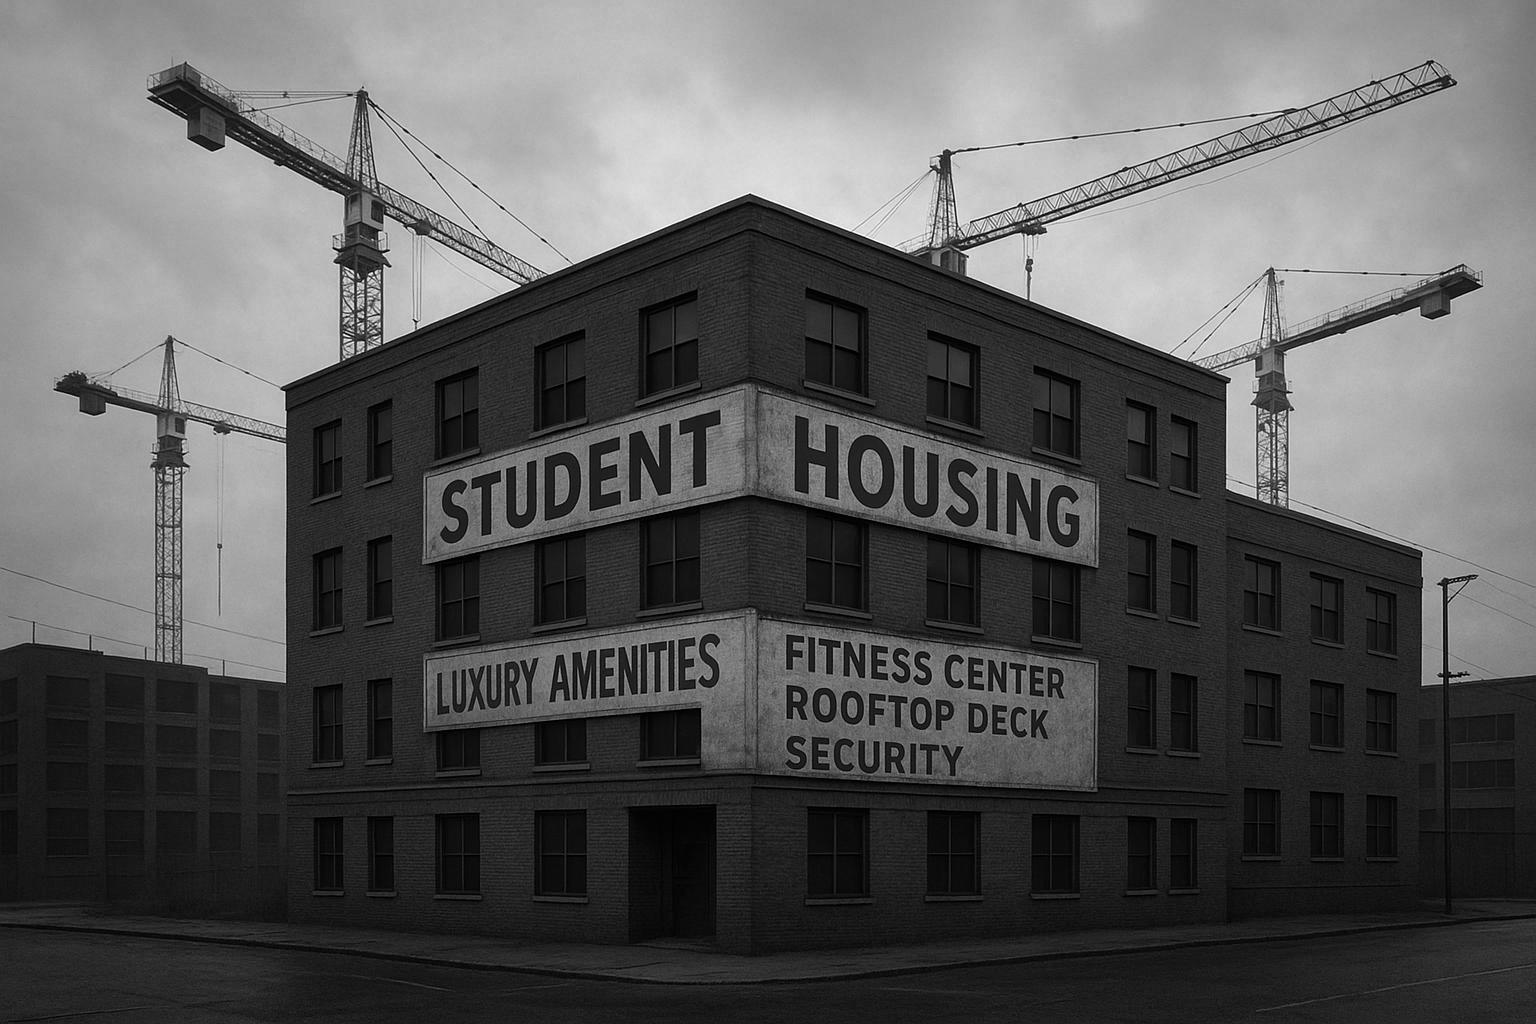 STUDENT HOUSING
LUXURY AMENITIES
FITNESS CENTER
ROOFTOP DECK
SECURITY